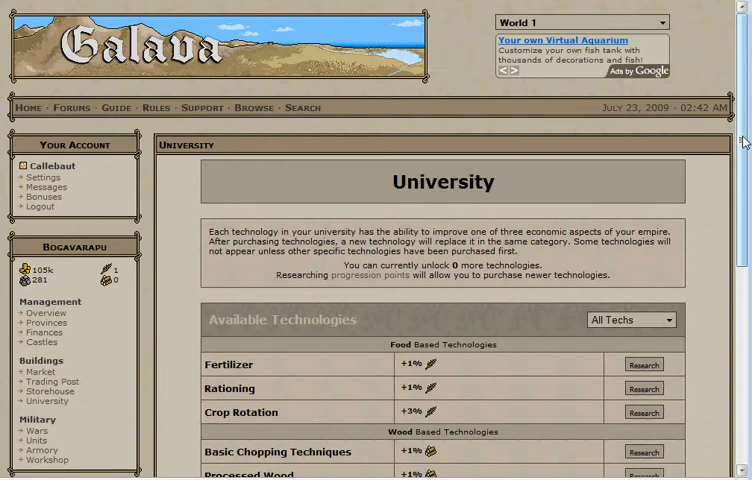 Galava
World 1
Your own Virtual Aquarium
Customize your own fish tank with
thousands of decorations and fish!
Ads by Google
Home · Forums · Guide · Rules · Support · Browse · Search
July 23, 2009 · 02:42 AM
Your Account
Callebaut
Settings
Messages
Bonuses
Logout
Bogavarapu
105k
1
281
0
Management
Overview
Provinces
Finances
Castles
Buildings
Market
Trading Post
Storehouse
University
Military
Wars
Units
Armory
Workshop
University
University
Each technology in your university has the ability to improve one of three economic aspects of your empire.
After purchasing technologies, a new technology will replace it in the same category. Some technologies will
not appear unless other specific technologies have been purchased first.
You can currently unlock 0 more technologies.
Researching progression points will allow you to purchase newer technologies.
Available Technologies
All Techs
Food Based Technologies
Fertilizer +1% Research
Rationing +1% Research
Crop Rotation +3% Research
Wood Based Technologies
Basic Chopping Techniques +1% Research
Processed Wood +1% Research